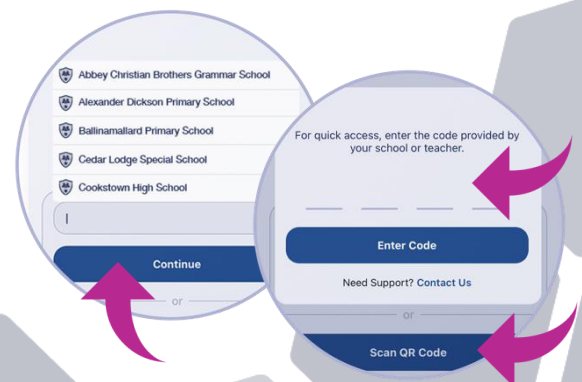 Abbey Christian Brothers Grammar School
Alexander Dickson Primary School
Ballinamallard Primary School
Cedar Lodge Special School
Cookstown High School
Continue
or
For quick access, enter the code provided by
your school or teacher.
Enter Code
Need Support? Contact Us
or
Scan QR Code